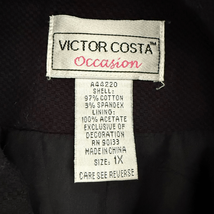 VICTOR COSTA™
Occasion
A44220
SHELL:
97% COTTON
3% SPANDEX
LINING:
100% ACETATE
EXCLUSIVE OF
DECORATION
RN 90133
MADE IN CHINA
SIZE: 1X
CARE SEE REVERSE